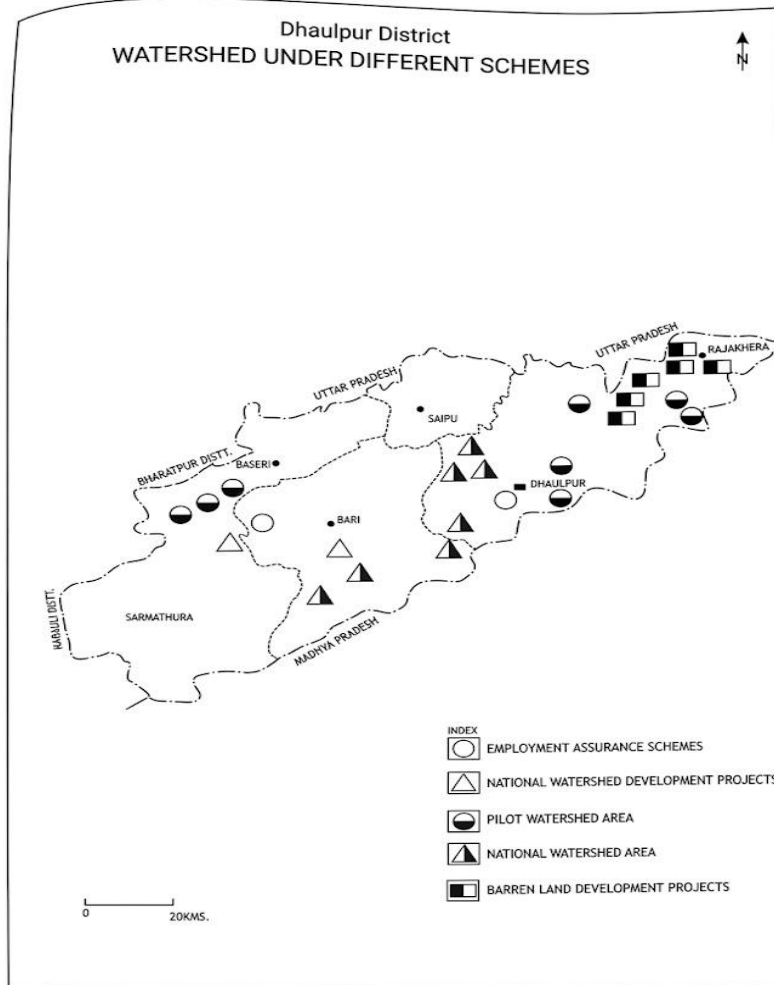 Dhaulpur District
WATERSHED UNDER DIFFERENT SCHEMES
N
UTTAR PRADESH
RAJAKHERA
UTTAR PRADESH
SAIPU
BHARATPUR DISTT.
BASERI
DHAULPUR
BARI
KARAULI DISTT.
SARMATHURA
MADHYA PRADESH
INDEX
EMPLOYMENT ASSURANCE SCHEMES
NATIONAL WATERSHED DEVELOPMENT PROJECTS
PILOT WATERSHED AREA
NATIONAL WATERSHED AREA
BARREN LAND DEVELOPMENT PROJECTS
0 20KMS.